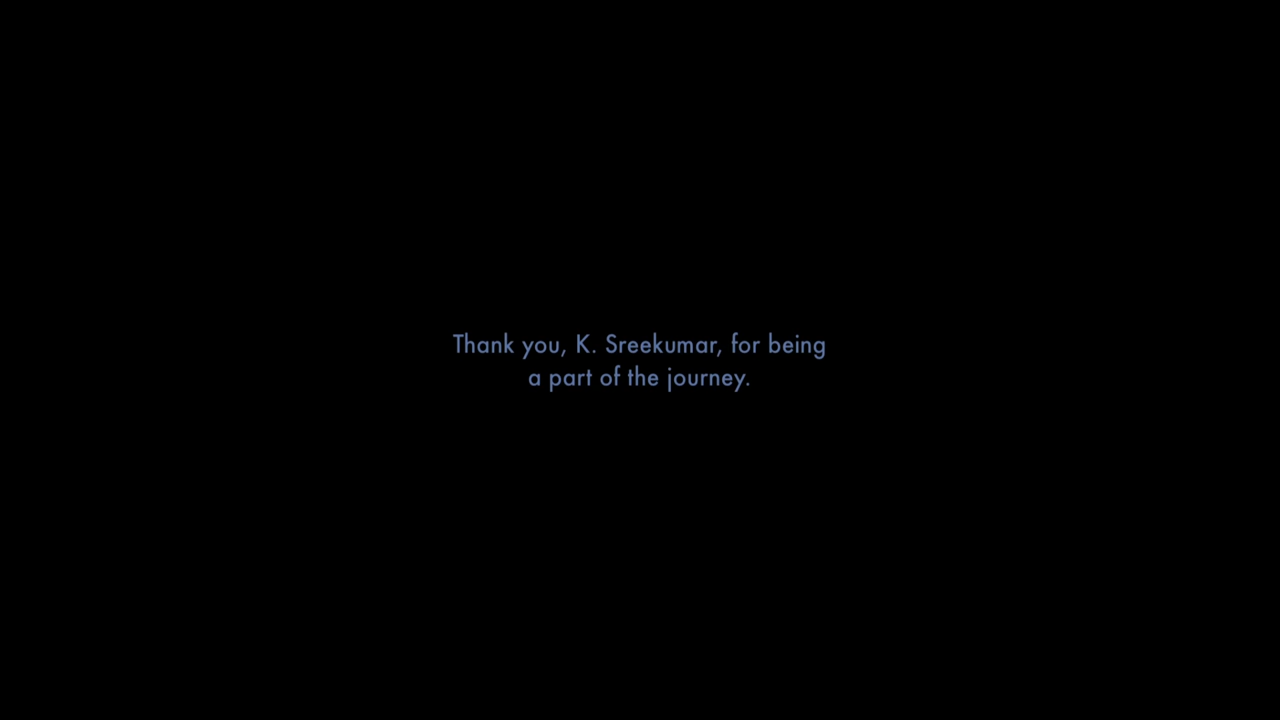 Thank you, K. Sreekumar, for being
a part of the journey.